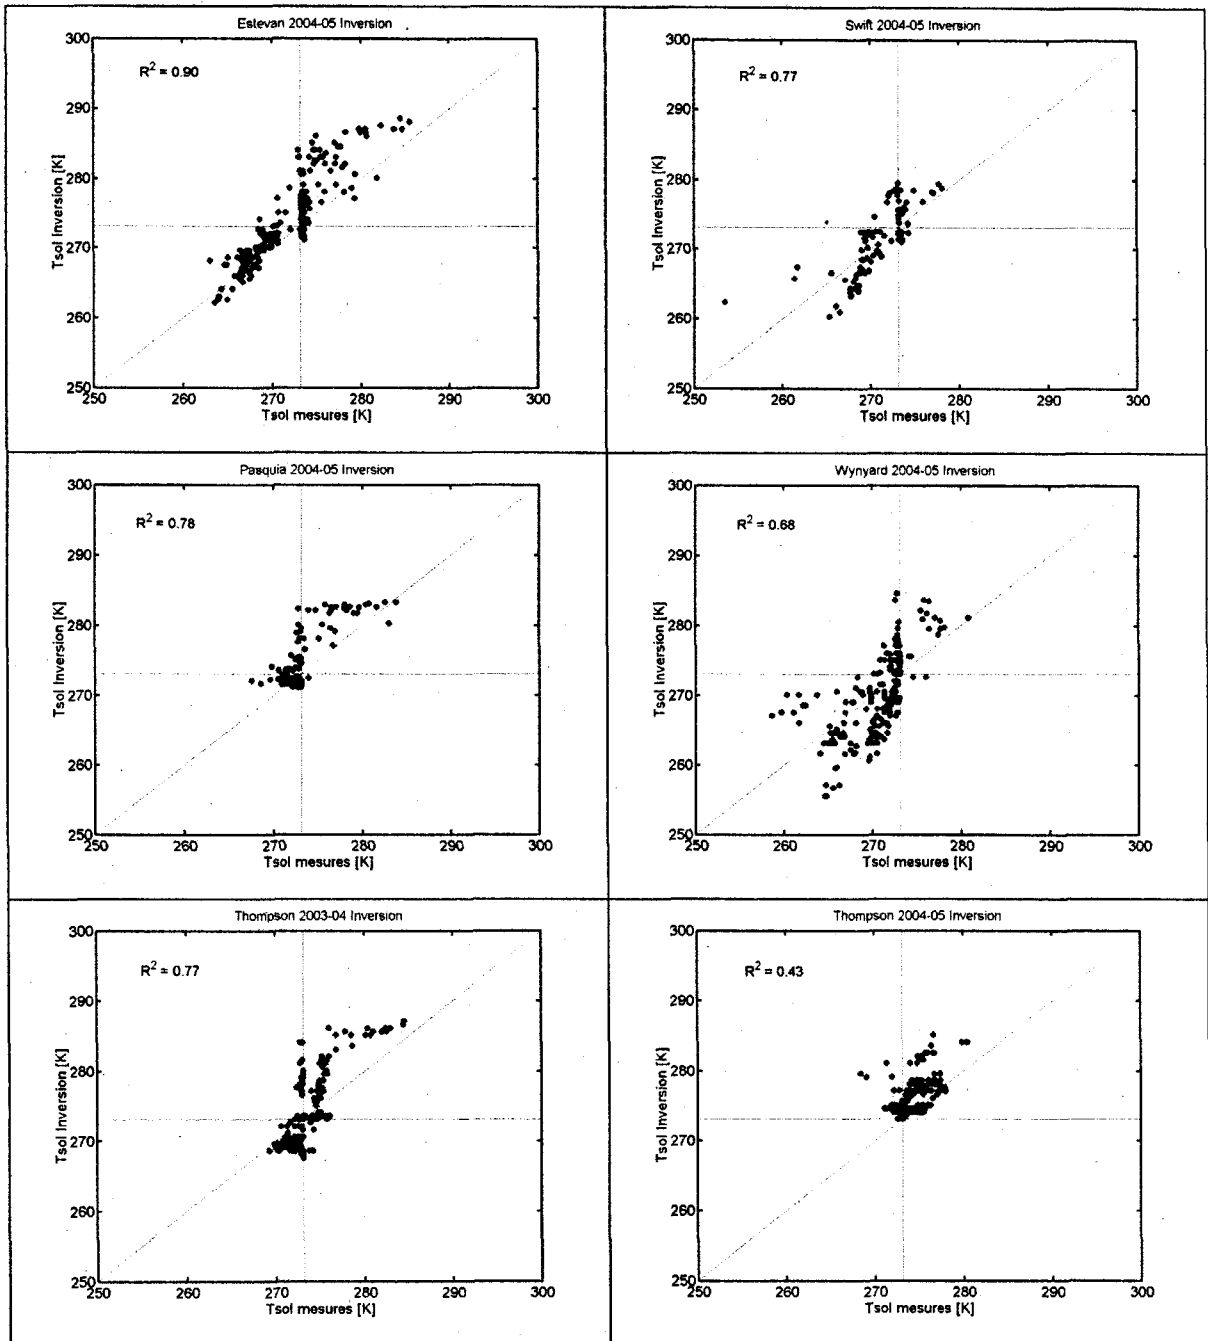 Estevan 2004-05 Inversion
R² = 0.90
Tsol Inversion [K]
300
290
280
270
260
250
250 260 270 280 290 300
Tsol mesures [K]
Swift 2004-05 Inversion
R² = 0.77
Tsol Inversion [K]
300
290
280
270
260
250
250 260 270 280 290 300
Tsol mesures [K]
Pasquia 2004-05 Inversion
R² = 0.78
Tsol Inversion [K]
300
290
280
270
260
250
250 260 270 280 290 300
Tsol mesures [K]
Wynyard 2004-05 Inversion
R² = 0.68
Tsol Inversion [K]
300
290
280
270
260
250
250 260 270 280 290 300
Tsol mesures [K]
Thompson 2003-04 Inversion
R² = 0.77
Tsol Inversion [K]
300
290
280
270
260
250
250 260 270 280 290 300
Tsol mesures [K]
Thompson 2004-05 Inversion
R² = 0.43
Tsol Inversion [K]
300
290
280
270
260
250
250 260 270 280 290 300
Tsol mesures [K]